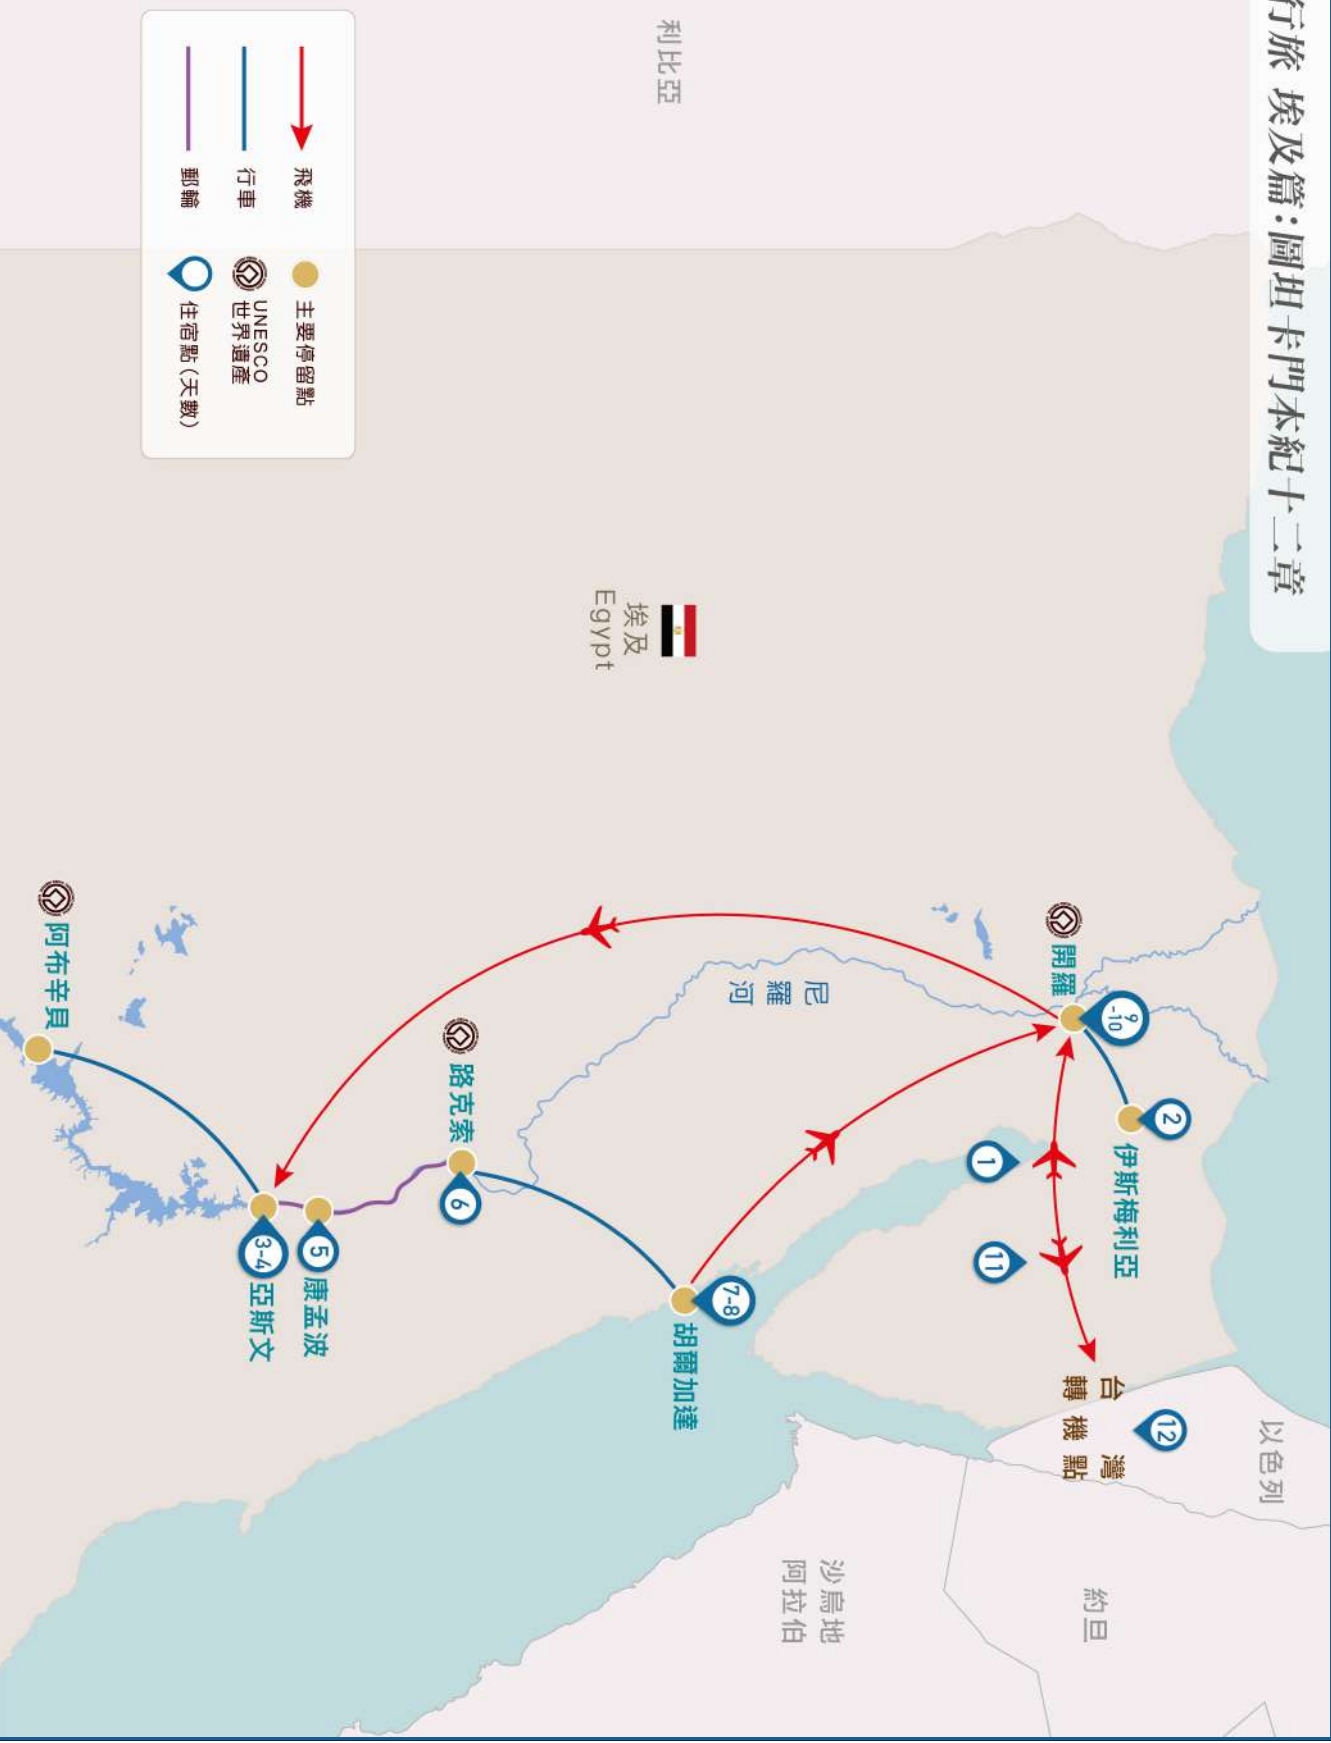 行旅 埃及篇：圖坦卡門本紀十二章
利比亞
以色列
約旦
沙烏地
阿拉伯
埃及
Egypt
開羅
9
-10
2
伊斯梅利亞
1
11
台灣
轉機點
12
尼羅河
胡爾加達
7-8
路克索
6
康孟波
5
亞斯文
3-4
阿布辛貝
飛機
行車
郵輪
主要停留點
UNESCO
世界遺產
住宿點(天數)